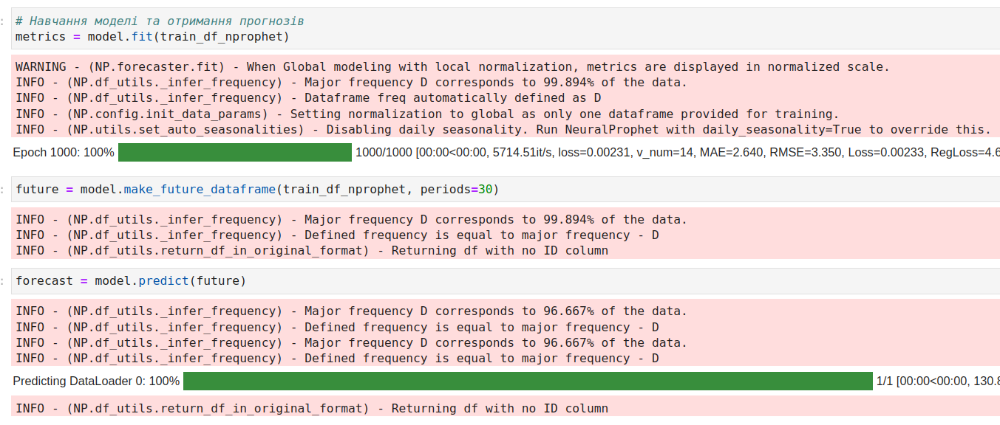 # Навчання моделі та отримання прогнозів
metrics = model.fit(train_df_nprophet)
WARNING - (NP.forecaster.fit) - When Global modeling with local normalization, metrics are displayed in normalized scale.
INFO - (NP.df_utils._infer_frequency) - Major frequency D corresponds to 99.894% of the data.
INFO - (NP.df_utils._infer_frequency) - Dataframe freq automatically defined as D
INFO - (NP.config.init_data_params) - Setting normalization to global as only one dataframe provided for training.
INFO - (NP.utils.set_auto_seasonalities) - Disabling daily seasonality. Run NeuralProphet with daily_seasonality=True to override this.
Epoch 1000: 100% 1000/1000 [00:00<00:00, 5714.51it/s, loss=0.00231, v_num=14, MAE=2.640, RMSE=3.350, Loss=0.00233, RegLoss=4.6
future = model.make_future_dataframe(train_df_nprophet, periods=30)
INFO - (NP.df_utils._infer_frequency) - Major frequency D corresponds to 99.894% of the data.
INFO - (NP.df_utils._infer_frequency) - Defined frequency is equal to major frequency - D
INFO - (NP.df_utils.return_df_in_original_format) - Returning df with no ID column
forecast = model.predict(future)
INFO - (NP.df_utils._infer_frequency) - Major frequency D corresponds to 96.667% of the data.
INFO - (NP.df_utils._infer_frequency) - Defined frequency is equal to major frequency - D
INFO - (NP.df_utils._infer_frequency) - Major frequency D corresponds to 96.667% of the data.
INFO - (NP.df_utils._infer_frequency) - Defined frequency is equal to major frequency - D
Predicting DataLoader 0: 100% 1/1 [00:00<00:00, 130.8
INFO - (NP.df_utils.return_df_in_original_format) - Returning df with no ID column